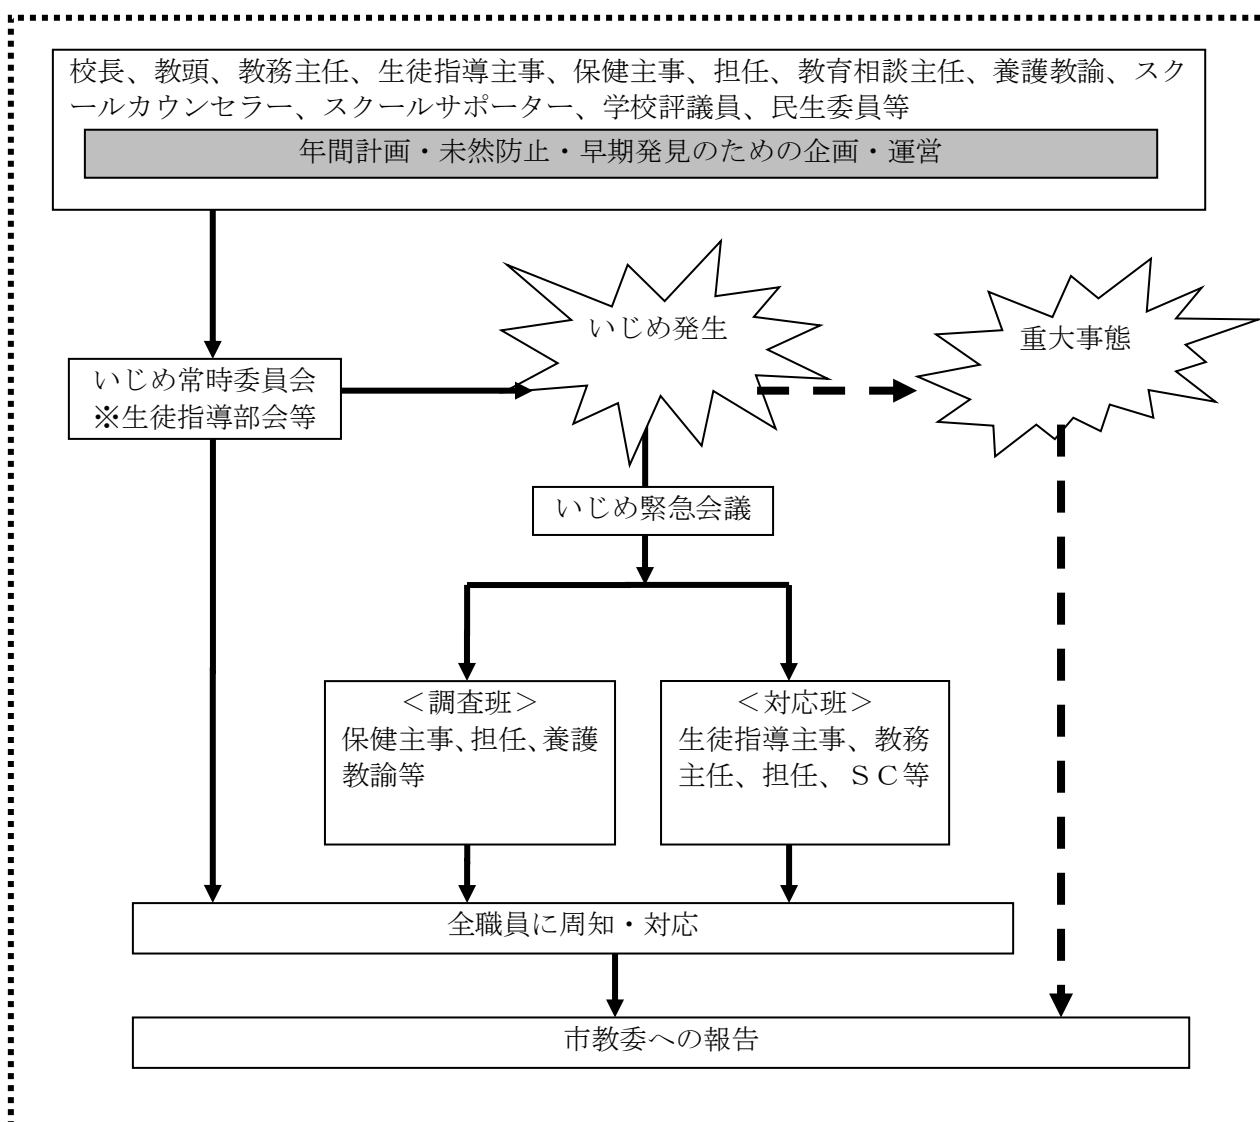 校長、教頭、教務主任、生徒指導主事、保健主事、担任、教育相談主任、養護教諭、スク
ールカウンセラー、スクールサポーター、学校評議員、民生委員等
年間計画・未然防止・早期発見のための企画・運営
いじめ発生
重大事態
いじめ常時委員会
※生徒指導部会等
いじめ緊急会議
＜調査班＞
保健主事、担任、養護
教諭等
＜対応班＞
生徒指導主事、教務
主任、担任、ＳＣ等
全職員に周知・対応
市教委への報告